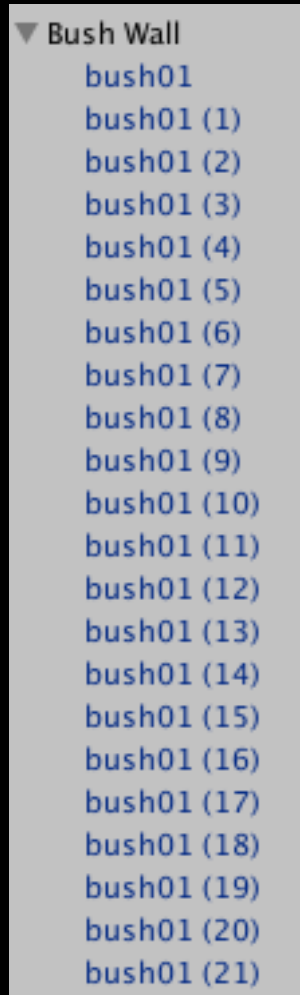 Bush Wall
bush01
bush01 (1)
bush01 (2)
bush01 (3)
bush01 (4)
bush01 (5)
bush01 (6)
bush01 (7)
bush01 (8)
bush01 (9)
bush01 (10)
bush01 (11)
bush01 (12)
bush01 (13)
bush01 (14)
bush01 (15)
bush01 (16)
bush01 (17)
bush01 (18)
bush01 (19)
bush01 (20)
bush01 (21)